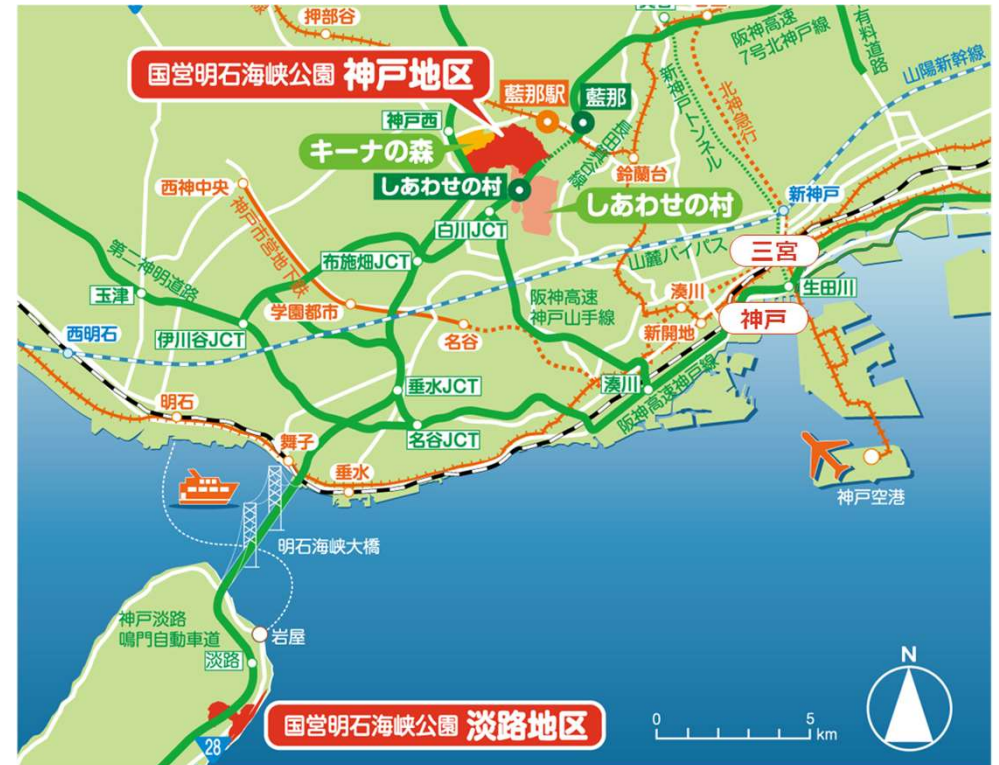 押部谷
国営明石海峡公園 神戸地区
阪神高速
7号北神戸線
有料道路
山陽新幹線
藍那駅
藍那
神戸西
キーナの森
新神戸トンネル
北神急行
鈴蘭台
しあわせの村
西神中央
しあわせの村
新神戸
神戸市営地下鉄
白川JCT
山麓バイパス
三宮
布施畑JCT
第二神明道路
玉津
学園都市
阪神高速
神戸山手線
湊川
生田川
神戸
伊川谷JCT
名谷
新開地
西明石
垂水JCT
湊川
阪神高速神戸線
明石
名谷JCT
舞子
垂水
神戸空港
明石海峡大橋
神戸淡路
鳴門自動車道
岩屋
淡路
N
国営明石海峡公園 淡路地区
0 5
km
28